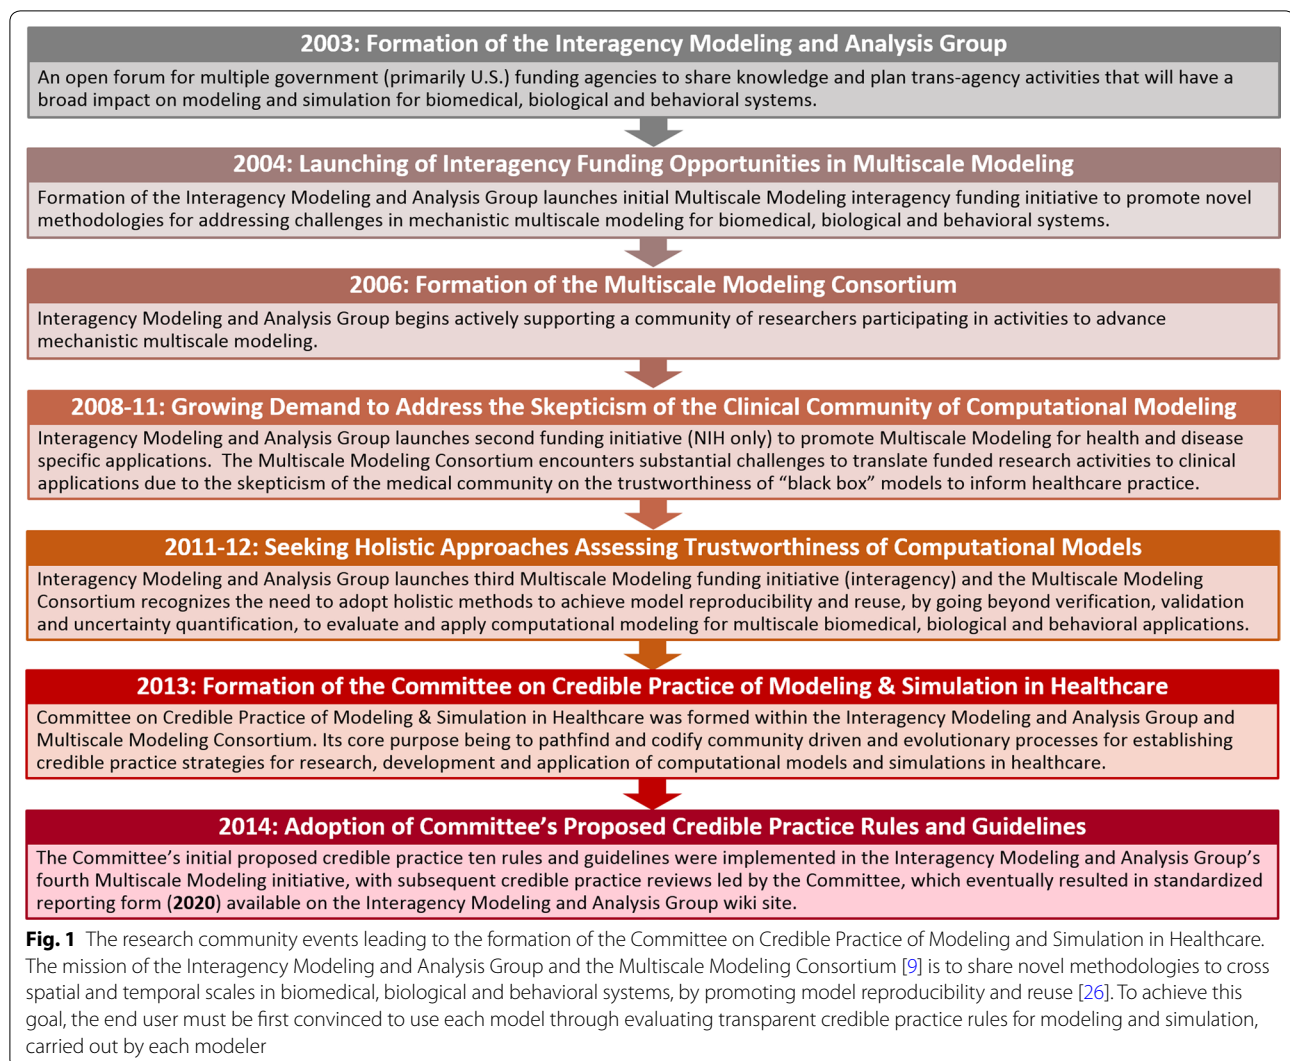 2003: Formation of the Interagency Modeling and Analysis Group
An open forum for multiple government (primarily U.S.) funding agencies to share knowledge and plan trans-agency activities that will have a
broad impact on modeling and simulation for biomedical, biological and behavioral systems.
2004: Launching of Interagency Funding Opportunities in Multiscale Modeling
Formation of the Interagency Modeling and Analysis Group launches initial Multiscale Modeling interagency funding initiative to promote novel
methodologies for addressing challenges in mechanistic multiscale modeling for biomedical, biological and behavioral systems.
2006: Formation of the Multiscale Modeling Consortium
Interagency Modeling and Analysis Group begins actively supporting a community of researchers participating in activities to advance
mechanistic multiscale modeling.
2008-11: Growing Demand to Address the Skepticism of the Clinical Community of Computational Modeling
Interagency Modeling and Analysis Group launches second funding initiative (NIH only) to promote Multiscale Modeling for health and disease
specific applications.  The Multiscale Modeling Consortium encounters substantial challenges to translate funded research activities to clinical
applications due to the skepticism of the medical community on the trustworthiness of “black box” models to inform healthcare practice.
2011-12: Seeking Holistic Approaches Assessing Trustworthiness of Computational Models
Interagency Modeling and Analysis Group launches third Multiscale Modeling funding initiative (interagency) and the Multiscale Modeling
Consortium recognizes the need to adopt holistic methods to achieve model reproducibility and reuse, by going beyond verification, validation
and uncertainty quantification, to evaluate and apply computational modeling for multiscale biomedical, biological and behavioral applications.
2013: Formation of the Committee on Credible Practice of Modeling & Simulation in Healthcare
Committee on Credible Practice of Modeling & Simulation in Healthcare was formed within the Interagency Modeling and Analysis Group and
Multiscale Modeling Consortium. Its core purpose being to pathfind and codify community driven and evolutionary processes for establishing
credible practice strategies for research, development and application of computational models and simulations in healthcare.
2014: Adoption of Committee’s Proposed Credible Practice Rules and Guidelines
The Committee’s initial proposed credible practice ten rules and guidelines were implemented in the Interagency Modeling and Analysis Group’s
fourth Multiscale Modeling initiative, with subsequent credible practice reviews led by the Committee, which eventually resulted in standardized
reporting form (2020) available on the Interagency Modeling and Analysis Group wiki site.
Fig. 1 The research community events leading to the formation of the Committee on Credible Practice of Modeling and Simulation in Healthcare.
The mission of the Interagency Modeling and Analysis Group and the Multiscale Modeling Consortium [9] is to share novel methodologies to cross
spatial and temporal scales in biomedical, biological and behavioral systems, by promoting model reproducibility and reuse [26]. To achieve this
goal, the end user must be first convinced to use each model through evaluating transparent credible practice rules for modeling and simulation,
carried out by each modeler